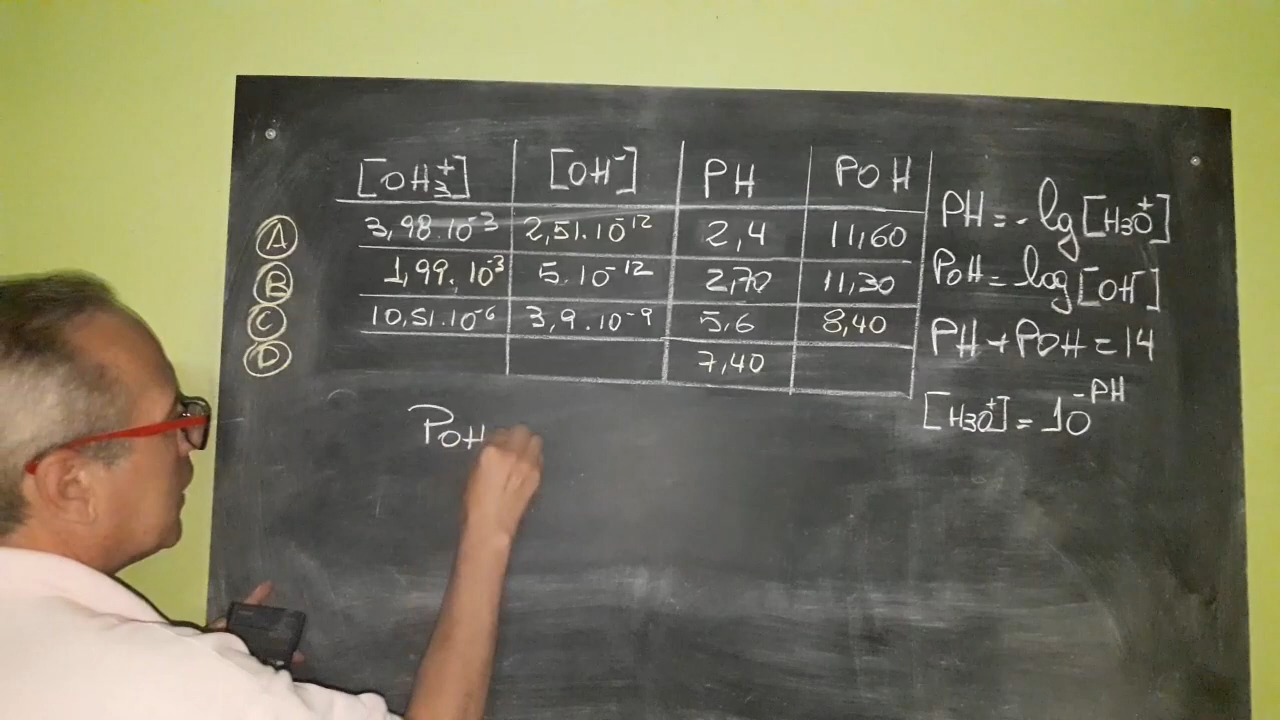 [OH₃⁺] [OH⁻] PH POH
A 3,98.10⁻³ 2,51.10⁻¹² 2,4 11,60
B 1,99.10⁻³ 5.10⁻¹² 2,70 11,30
C 10,51.10⁻⁶ 3,9.10⁻⁹ 5,6 8,40
D 7,40
PH=-lg[H3O⁺]
POH=-log[OH⁻]
PH+POH=14
[H3O⁺]=10⁻ᴾᴴ
POH